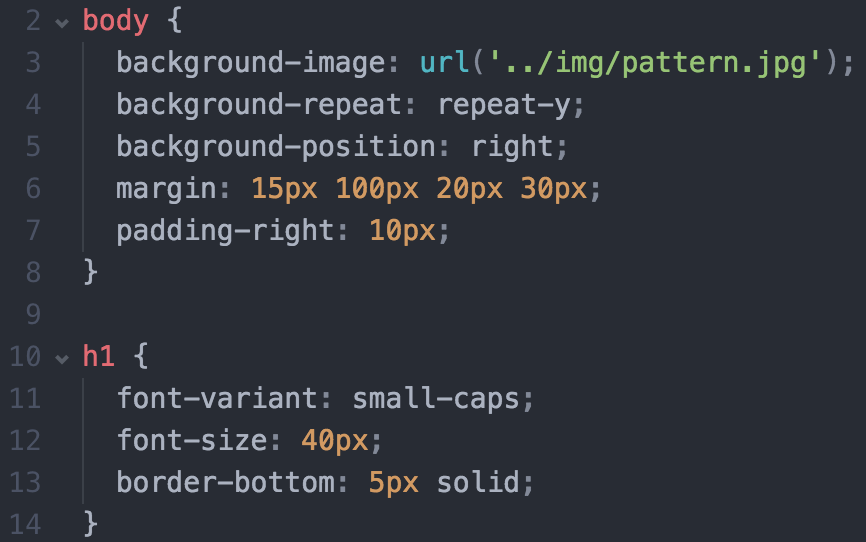 2 body {
3 background-image: url('../img/pattern.jpg');
4 background-repeat: repeat-y;
5 background-position: right;
6 margin: 15px 100px 20px 30px;
7 padding-right: 10px;
8 }
9
10 h1 {
11 font-variant: small-caps;
12 font-size: 40px;
13 border-bottom: 5px solid;
14 }